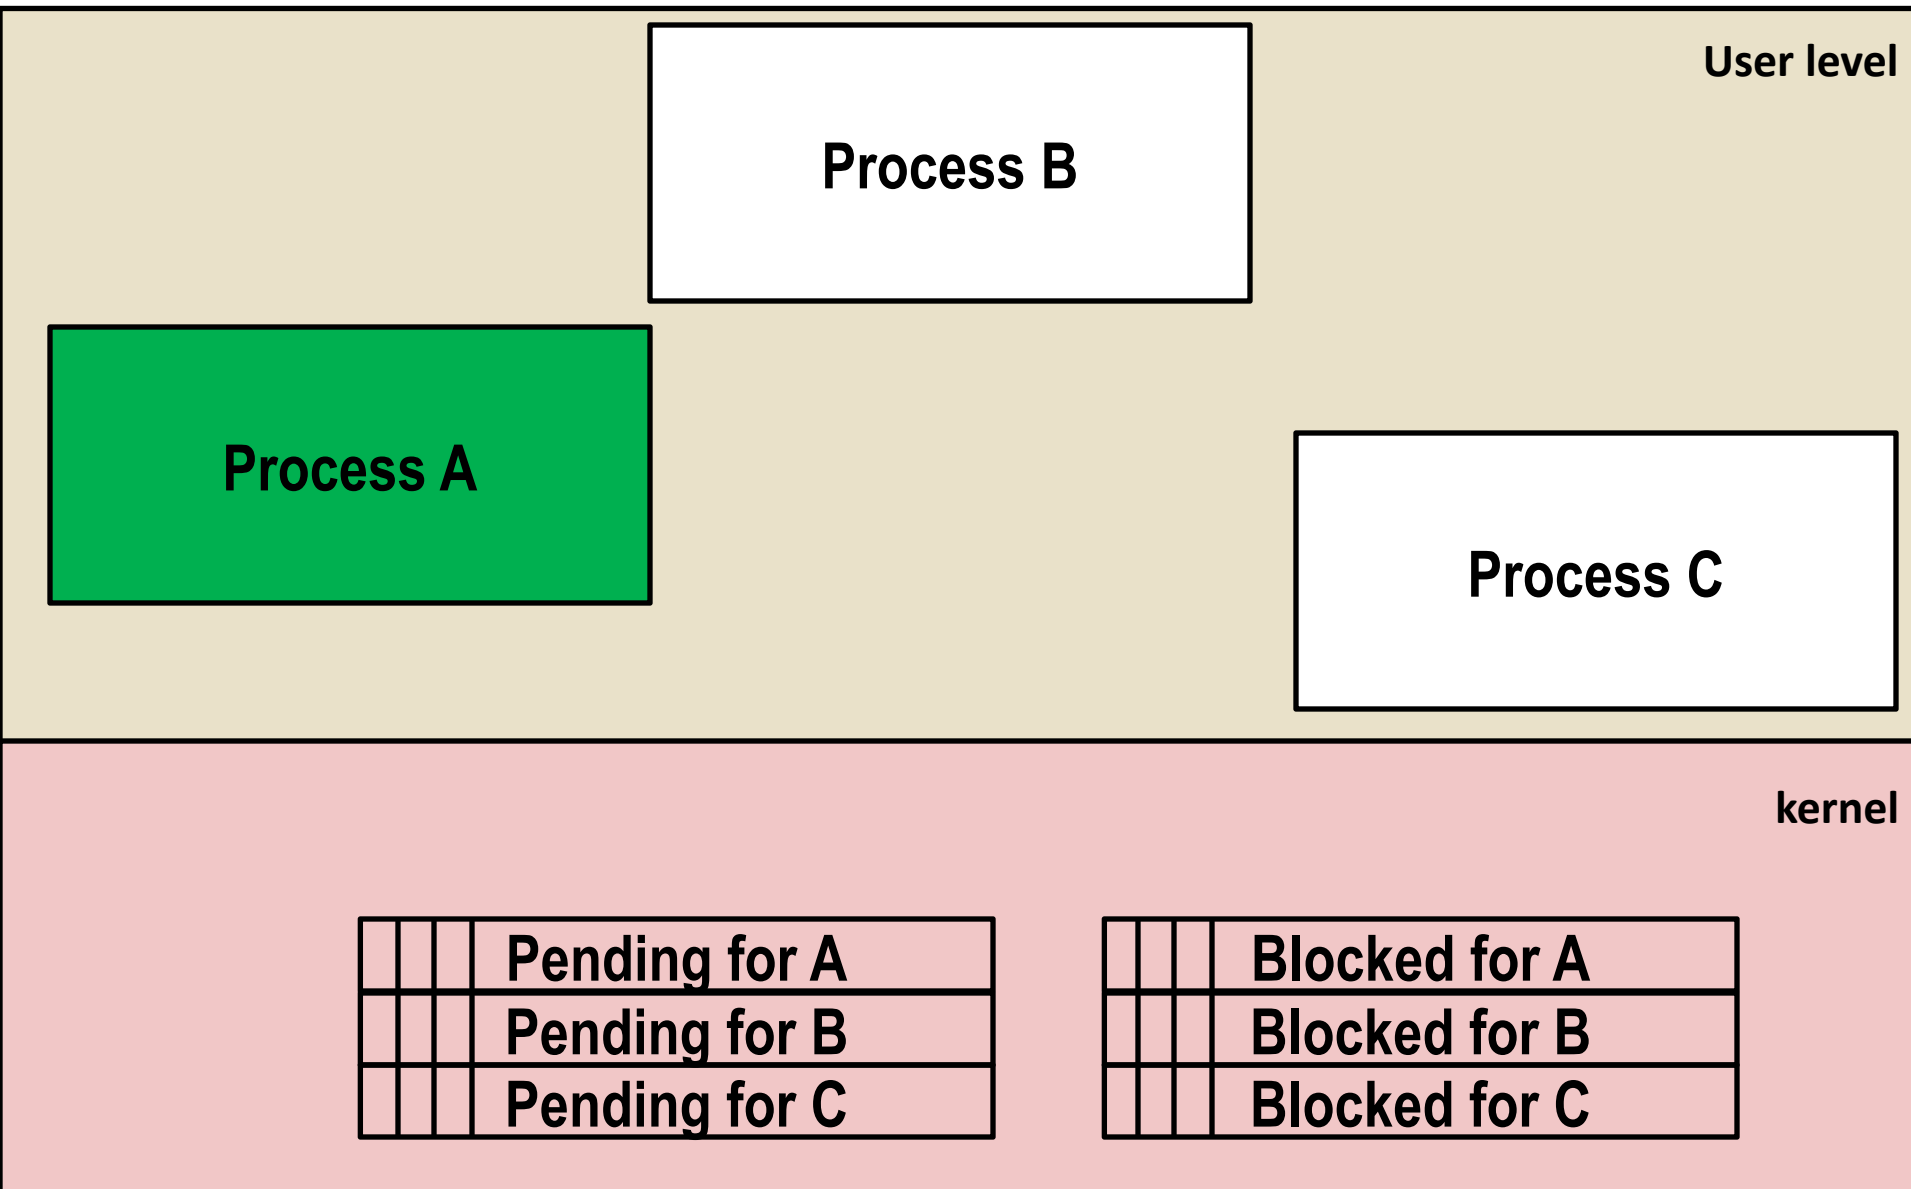 User level
Process B
Process A
Process C
kernel
Pending for A
Pending for B
Pending for C
Blocked for A
Blocked for B
Blocked for C